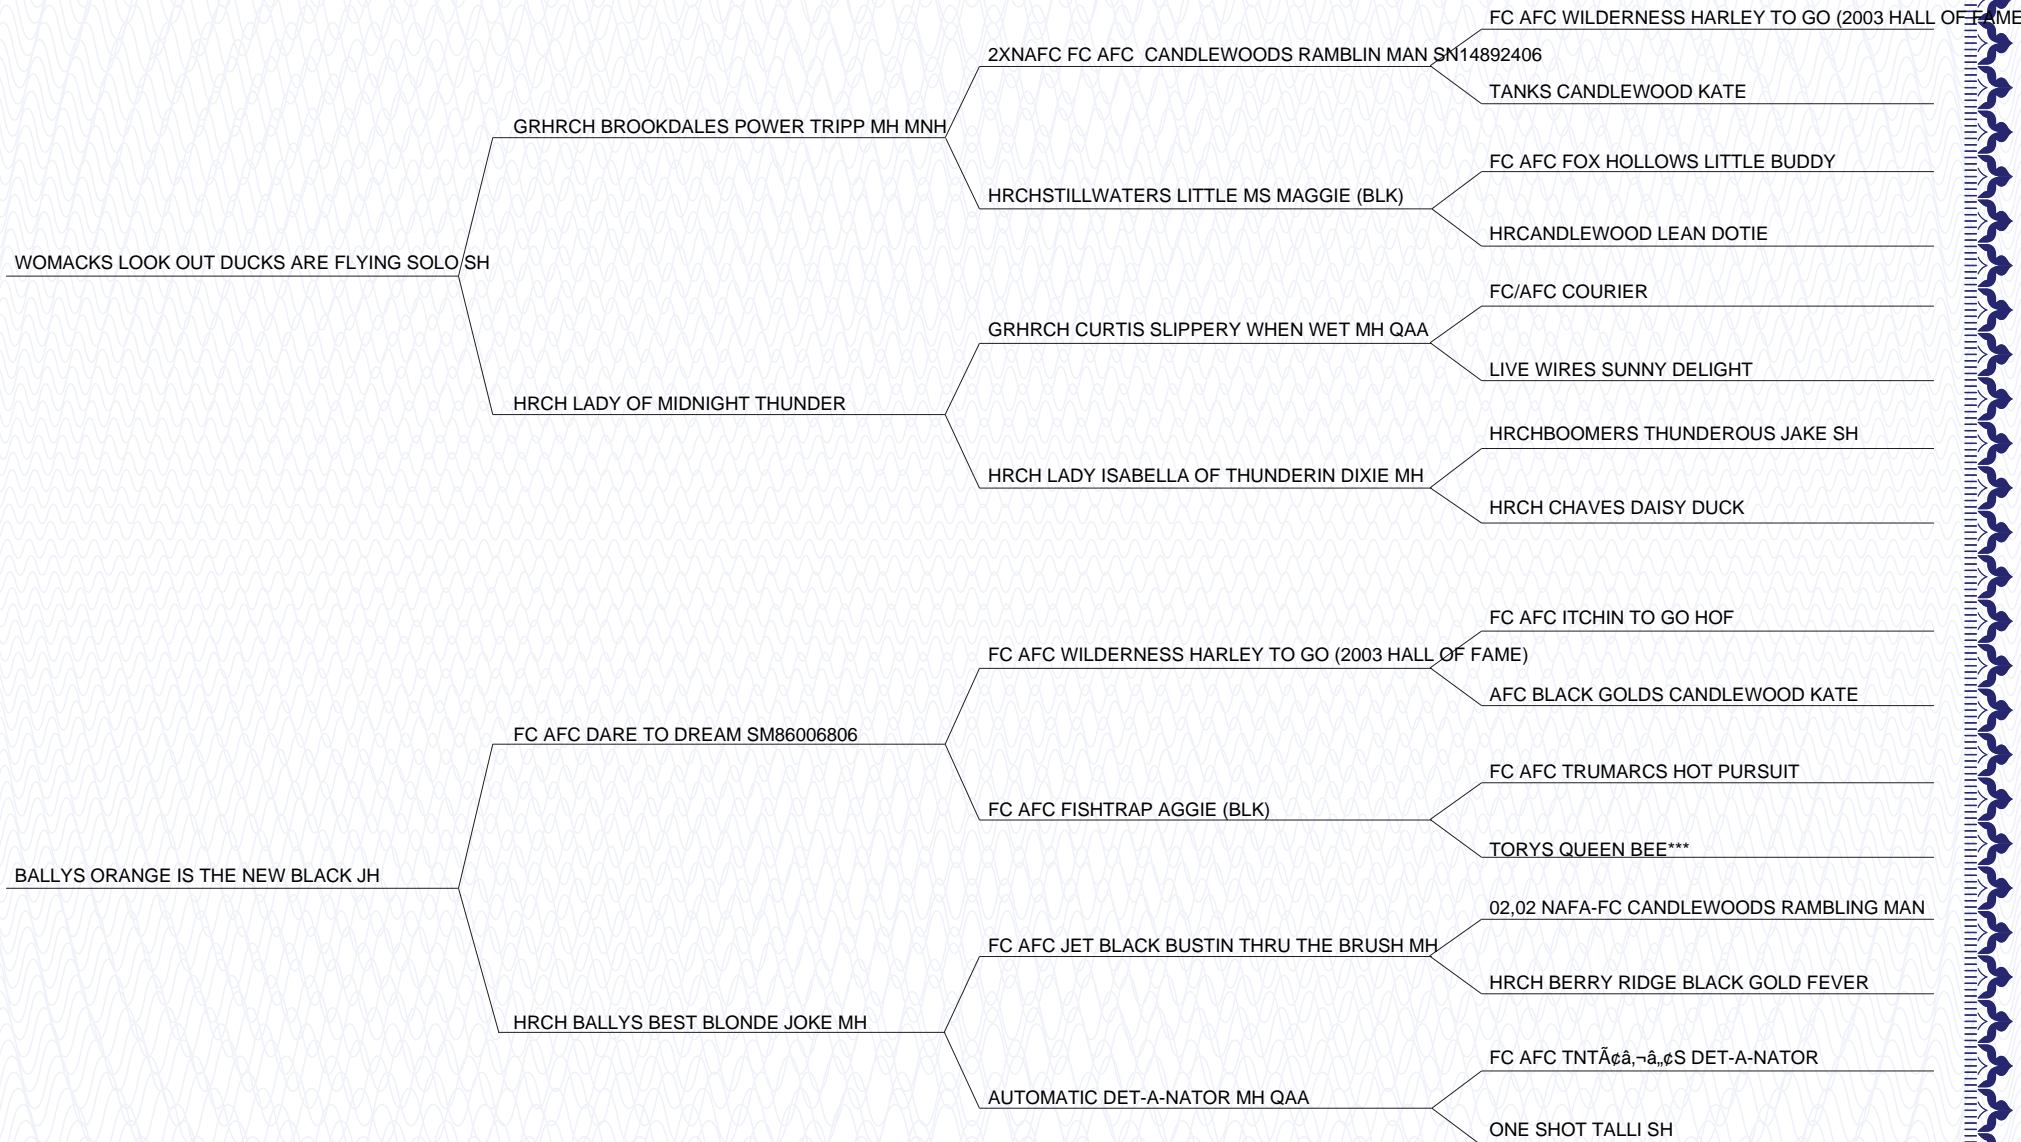 FC AFC WILDERNESS HARLEY TO GO (2003 HALL OF FAME
2XNAFC FC AFC  CANDLEWOODS RAMBLIN MAN SN14892406
TANKS CANDLEWOOD KATE
GRHRCH BROOKDALES POWER TRIPP MH MNH
FC AFC FOX HOLLOWS LITTLE BUDDY
HRCHSTILLWATERS LITTLE MS MAGGIE (BLK)
HRCANDLEWOOD LEAN DOTIE
WOMACKS LOOK OUT DUCKS ARE FLYING SOLO SH
FC/AFC COURIER
GRHRCH CURTIS SLIPPERY WHEN WET MH QAA
LIVE WIRES SUNNY DELIGHT
HRCH LADY OF MIDNIGHT THUNDER
HRCHBOOMERS THUNDEROUS JAKE SH
HRCH LADY ISABELLA OF THUNDERIN DIXIE MH
HRCH CHAVES DAISY DUCK
FC AFC ITCHIN TO GO HOF
FC AFC WILDERNESS HARLEY TO GO (2003 HALL OF FAME)
AFC BLACK GOLDS CANDLEWOOD KATE
FC AFC DARE TO DREAM SM86006806
FC AFC TRUMARCS HOT PURSUIT
FC AFC FISHTRAP AGGIE (BLK)
TORYS QUEEN BEE***
BALLYS ORANGE IS THE NEW BLACK JH
02,02 NAFA-FC CANDLEWOODS RAMBLING MAN
FC AFC JET BLACK BUSTIN THRU THE BRUSH MH
HRCH BERRY RIDGE BLACK GOLD FEVER
HRCH BALLYS BEST BLONDE JOKE MH
FC AFC TNTÃ¢â‚¬â„¢S DET-A-NATOR
AUTOMATIC DET-A-NATOR MH QAA
ONE SHOT TALLI SH